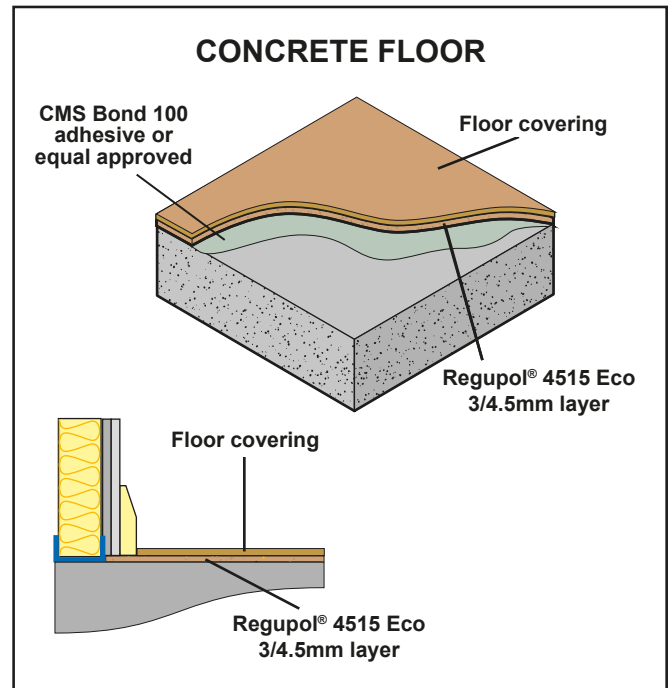 CONCRETE FLOOR
CMS Bond 100
adhesive or
equal approved
Floor covering
Regupol® 4515 Eco
3/4.5mm layer
Floor covering
Regupol® 4515 Eco
3/4.5mm layer